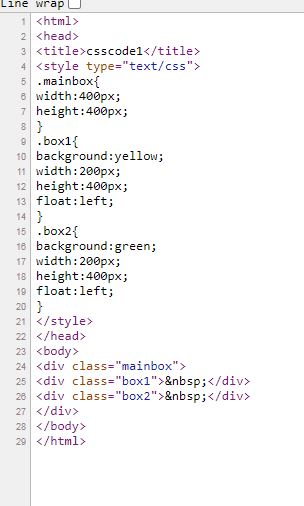 Line wrap
1 <html>
2 <head>
3 <title>csscode1</title>
4 <style type="text/css">
5 .mainbox{
6 width:400px;
7 height:400px;
8 }
9 .box1{
10 background:yellow;
11 width:200px;
12 height:400px;
13 float:left;
14 }
15 .box2{
16 background:green;
17 width:200px;
18 height:400px;
19 float:left;
20 }
21 </style>
22 </head>
23 <body>
24 <div class="mainbox">
25 <div class="box1">&nbsp;</div>
26 <div class="box2">&nbsp;</div>
27 </div>
28 </body>
29 </html>